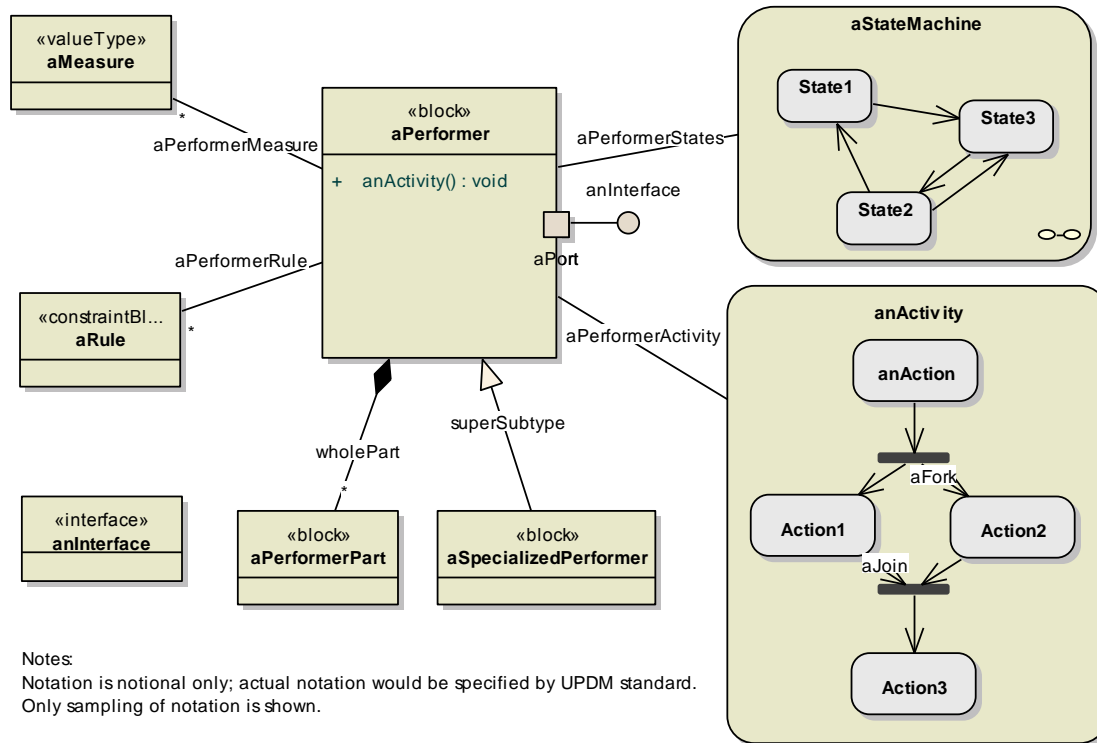 «valueType»
aMeasure
*
aPerformerMeasure
«block»
aPerformer
+ anActivity() : void
aPerformerStates
anInterface
aPort
aStateMachine
State1
State3
State2
aPerformerRule
*
«constraintBl...
aRule
aPerformerActivity
anActivity
anAction
aFork
Action1
Action2
aJoin
Action3
wholePart
*
superSubtype
«interface»
anInterface
«block»
aPerformerPart
«block»
aSpecializedPerformer
Notes:
Notation is notional only; actual notation would be specified by UPDM standard.
Only sampling of notation is shown.